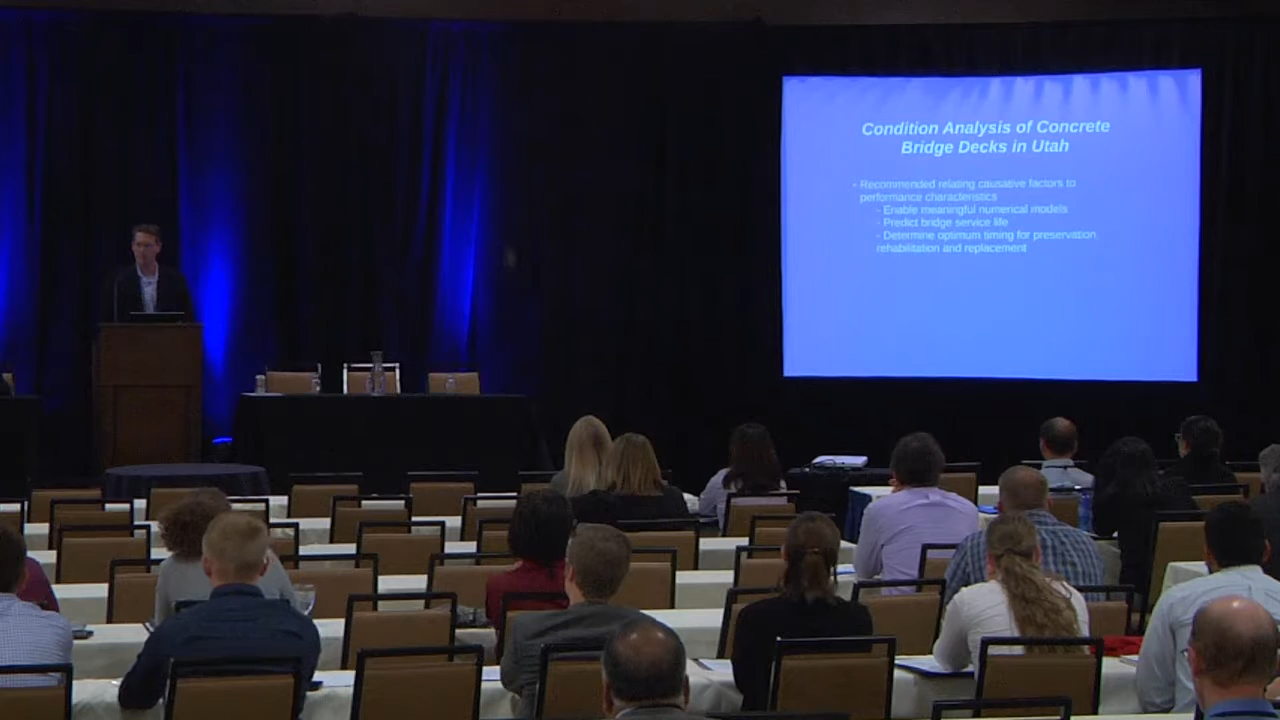 Condition Analysis of Concrete
Bridge Decks in Utah
- Recommended relating causative factors to
performance characteristics
- Enable meaningful numerical models
- Predict bridge service life
- Determine optimum timing for preservation,
rehabilitation and replacement